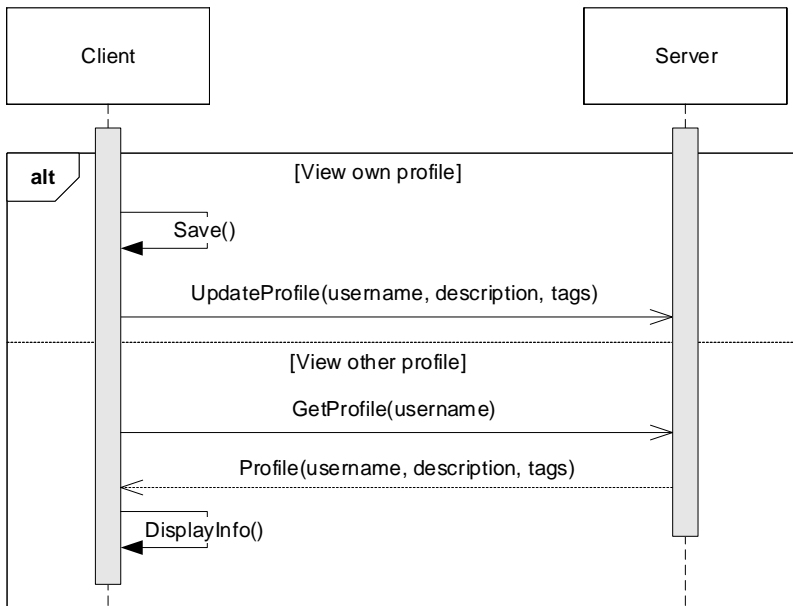 Client
Server
alt
[View own profile]
Save()
UpdateProfile(username, description, tags)
[View other profile]
GetProfile(username)
Profile(username, description, tags)
DisplayInfo()